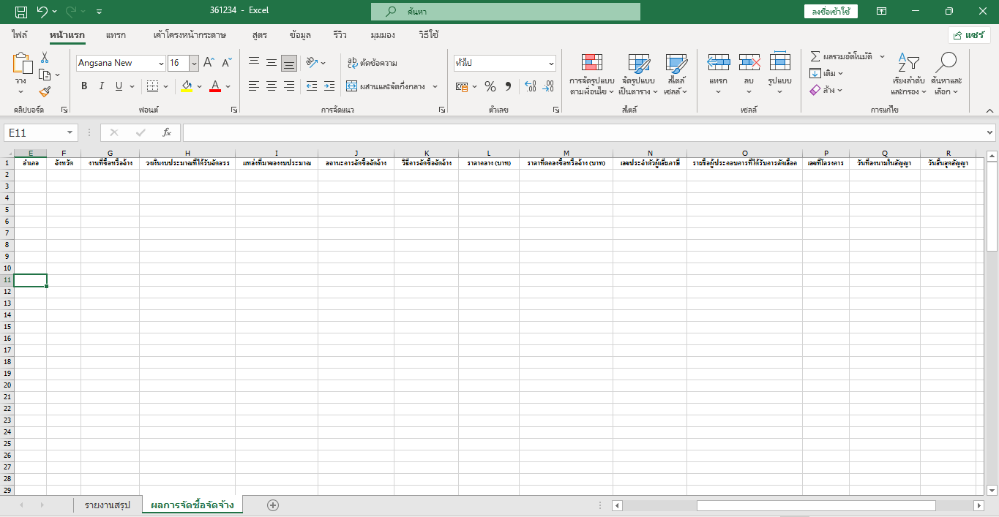 361234 - Excel
ค้นหา
ลงชื่อเข้าใช้
ไฟล์ หน้าแรก แทรก เค้าโครงหน้ากระดาษ สูตร ข้อมูล รีวิว มุมมอง วิธีใช้ แชร์
วาง
Angsana New 16
B I U A
ab ตัดข้อความ
ผสานและจัดกึ่งกลาง
ทั่วไป
% 9 .00 .00
การจัดรูปแบบ ตามเงื่อนไข
จัดรูปแบบ เป็นตาราง
สไตล์ เซลล์
แทรก ลบ รูปแบบ
ผลรวมอัตโนมัติ
เติม
ล้าง
เรียงลำดับ และกรอง
ค้นหาและ เลือก
คลิปบอร์ด ฟอนต์ การจัดแนว ตัวเลข สไตล์ เซลล์ การแก้ไข
E11 fx
E F G H I J K L M N O P Q R
1 อำเภอ จังหวัด งานที่ซื้อหรือจ้าง วงเงินงบประมาณที่ได้รับจัดสรร แหล่งที่มาของงบประมาณ สถานะการจัดซื้อจัดจ้าง วิธีการจัดซื้อจัดจ้าง ราคากลาง (บาท) ราคาที่ตกลงซื้อหรือจ้าง (บาท) เลขประจำตัวผู้เสียภาษี รายชื่อผู้ประกอบการที่ได้รับการคัดเลือก เลขที่โครงการ วันที่ลงนามในสัญญา วันสิ้นสุดสัญญา
2
3
4
5
6
7
8
9
10
11
12
13
14
15
16
17
18
19
20
21
22
23
24
25
26
27
28
29
รายงานสรุป ผลการจัดซื้อจัดจ้าง